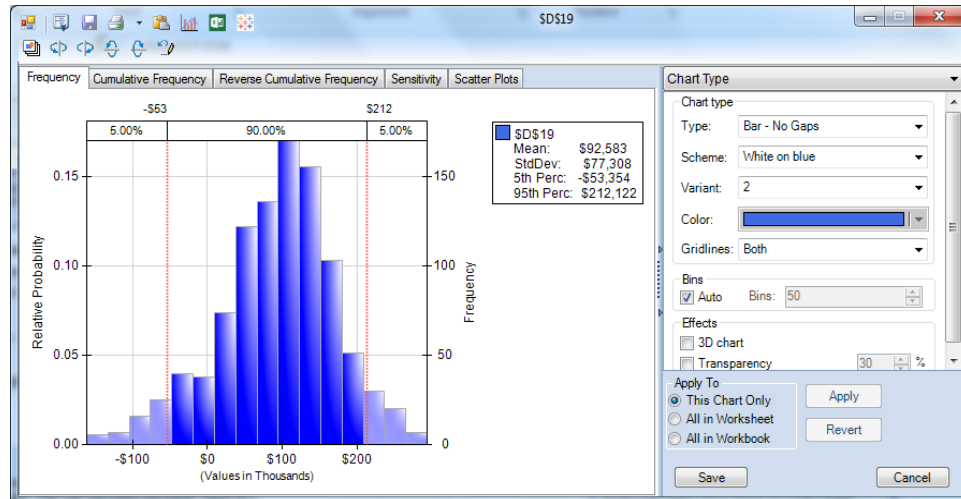 $D$19
Frequency
Cumulative Frequency
Reverse Cumulative Frequency
Sensitivity
Scatter Plots
-$53
$212
5.00%
90.00%
5.00%
$D$19
Mean: $92,583
StdDev: $77,308
5th Perc: -$53,354
95th Perc: $212,122
0.15
0.10
0.05
0.00
Relative Probability
150
100
50
0
Frequency
-$100
$0
$100
$200
(Values in Thousands)
Chart Type
Chart type
Type: Bar - No Gaps
Scheme: White on blue
Variant: 2
Color:
Gridlines: Both
Bins
Auto Bins: 50
Effects
3D chart
Transparency 30 %
Apply To
This Chart Only
All in Worksheet
All in Workbook
Apply
Revert
Save
Cancel